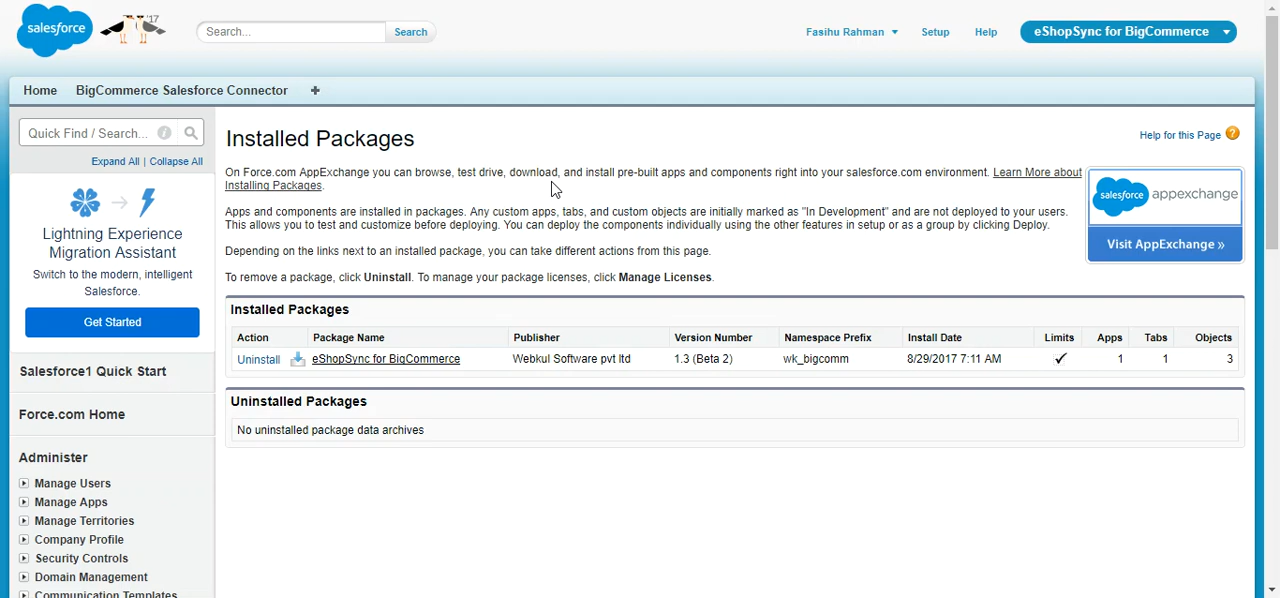 salesforce
'17
Search...
Search
Fasihu Rahman
Setup
Help
eShopSync for BigCommerce
Home
BigCommerce Salesforce Connector
+
Quick Find / Search...
Expand All | Collapse All
Lightning Experience
Migration Assistant
Switch to the modern, intelligent
Salesforce.
Get Started
Salesforce1 Quick Start
Force.com Home
Administer
Manage Users
Manage Apps
Manage Territories
Company Profile
Security Controls
Domain Management
Communication Templates
Installed Packages
Help for this Page ?
On Force.com AppExchange you can browse, test drive, download, and install pre-built apps and components right into your salesforce.com environment. Learn More about
Installing Packages.
Apps and components are installed in packages. Any custom apps, tabs, and custom objects are initially marked as "In Development" and are not deployed to your users.
This allows you to test and customize before deploying. You can deploy the components individually using the other features in setup or as a group by clicking Deploy.
Depending on the links next to an installed package, you can take different actions from this page.
To remove a package, click Uninstall. To manage your package licenses, click Manage Licenses.
salesforce appexchange
Visit AppExchange »
Installed Packages
Action Package Name Publisher Version Number Namespace Prefix Install Date Limits Apps Tabs Objects
Uninstall eShopSync for BigCommerce Webkul Software pvt ltd 1.3 (Beta 2) wk_bigcomm 8/29/2017 7:11 AM ✓ 1 1 3
Uninstalled Packages
No uninstalled package data archives